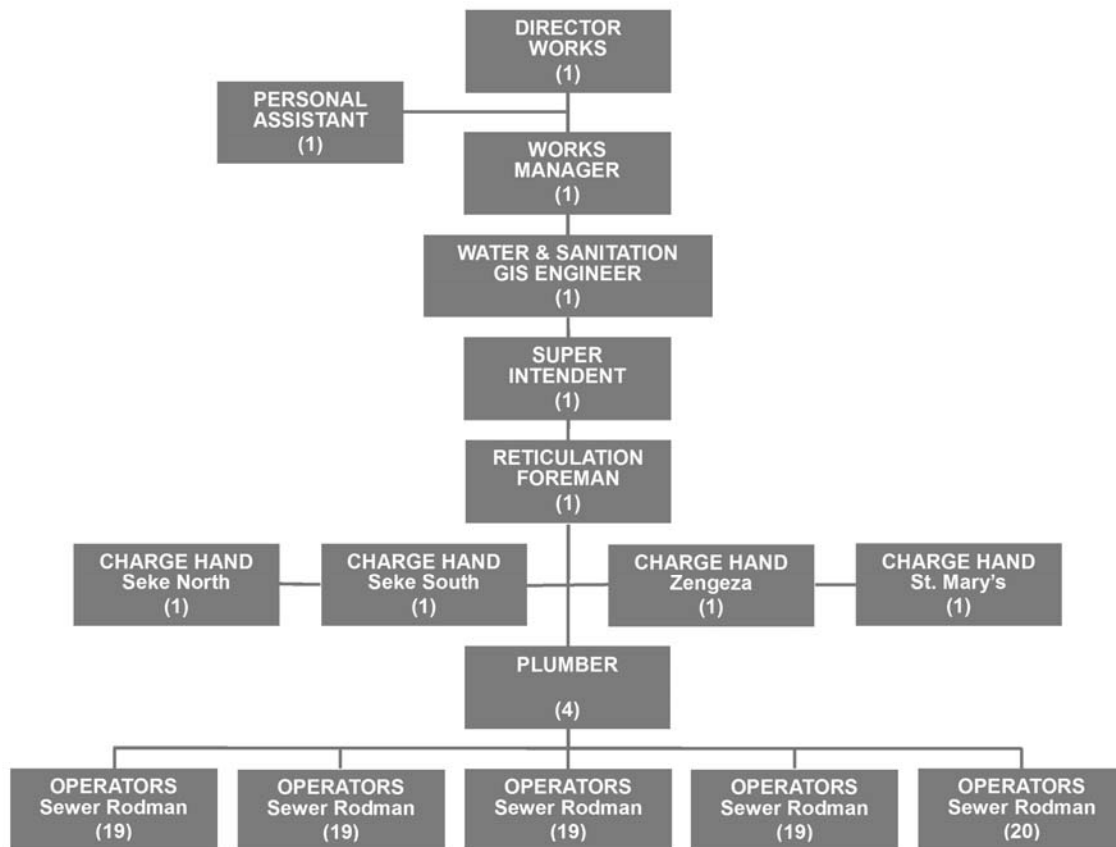 DIRECTOR
WORKS
(1)
PERSONAL
ASSISTANT
(1)
WORKS
MANAGER
(1)
WATER & SANITATION
GIS ENGINEER
(1)
SUPER
INTENDENT
(1)
RETICULATION
FOREMAN
(1)
CHARGE HAND
Seke North
(1)
CHARGE HAND
Seke South
(1)
CHARGE HAND
Zengeza
(1)
CHARGE HAND
St. Mary's
(1)
PLUMBER
(4)
OPERATORS
Sewer Rodman
(19)
OPERATORS
Sewer Rodman
(19)
OPERATORS
Sewer Rodman
(19)
OPERATORS
Sewer Rodman
(19)
OPERATORS
Sewer Rodman
(20)